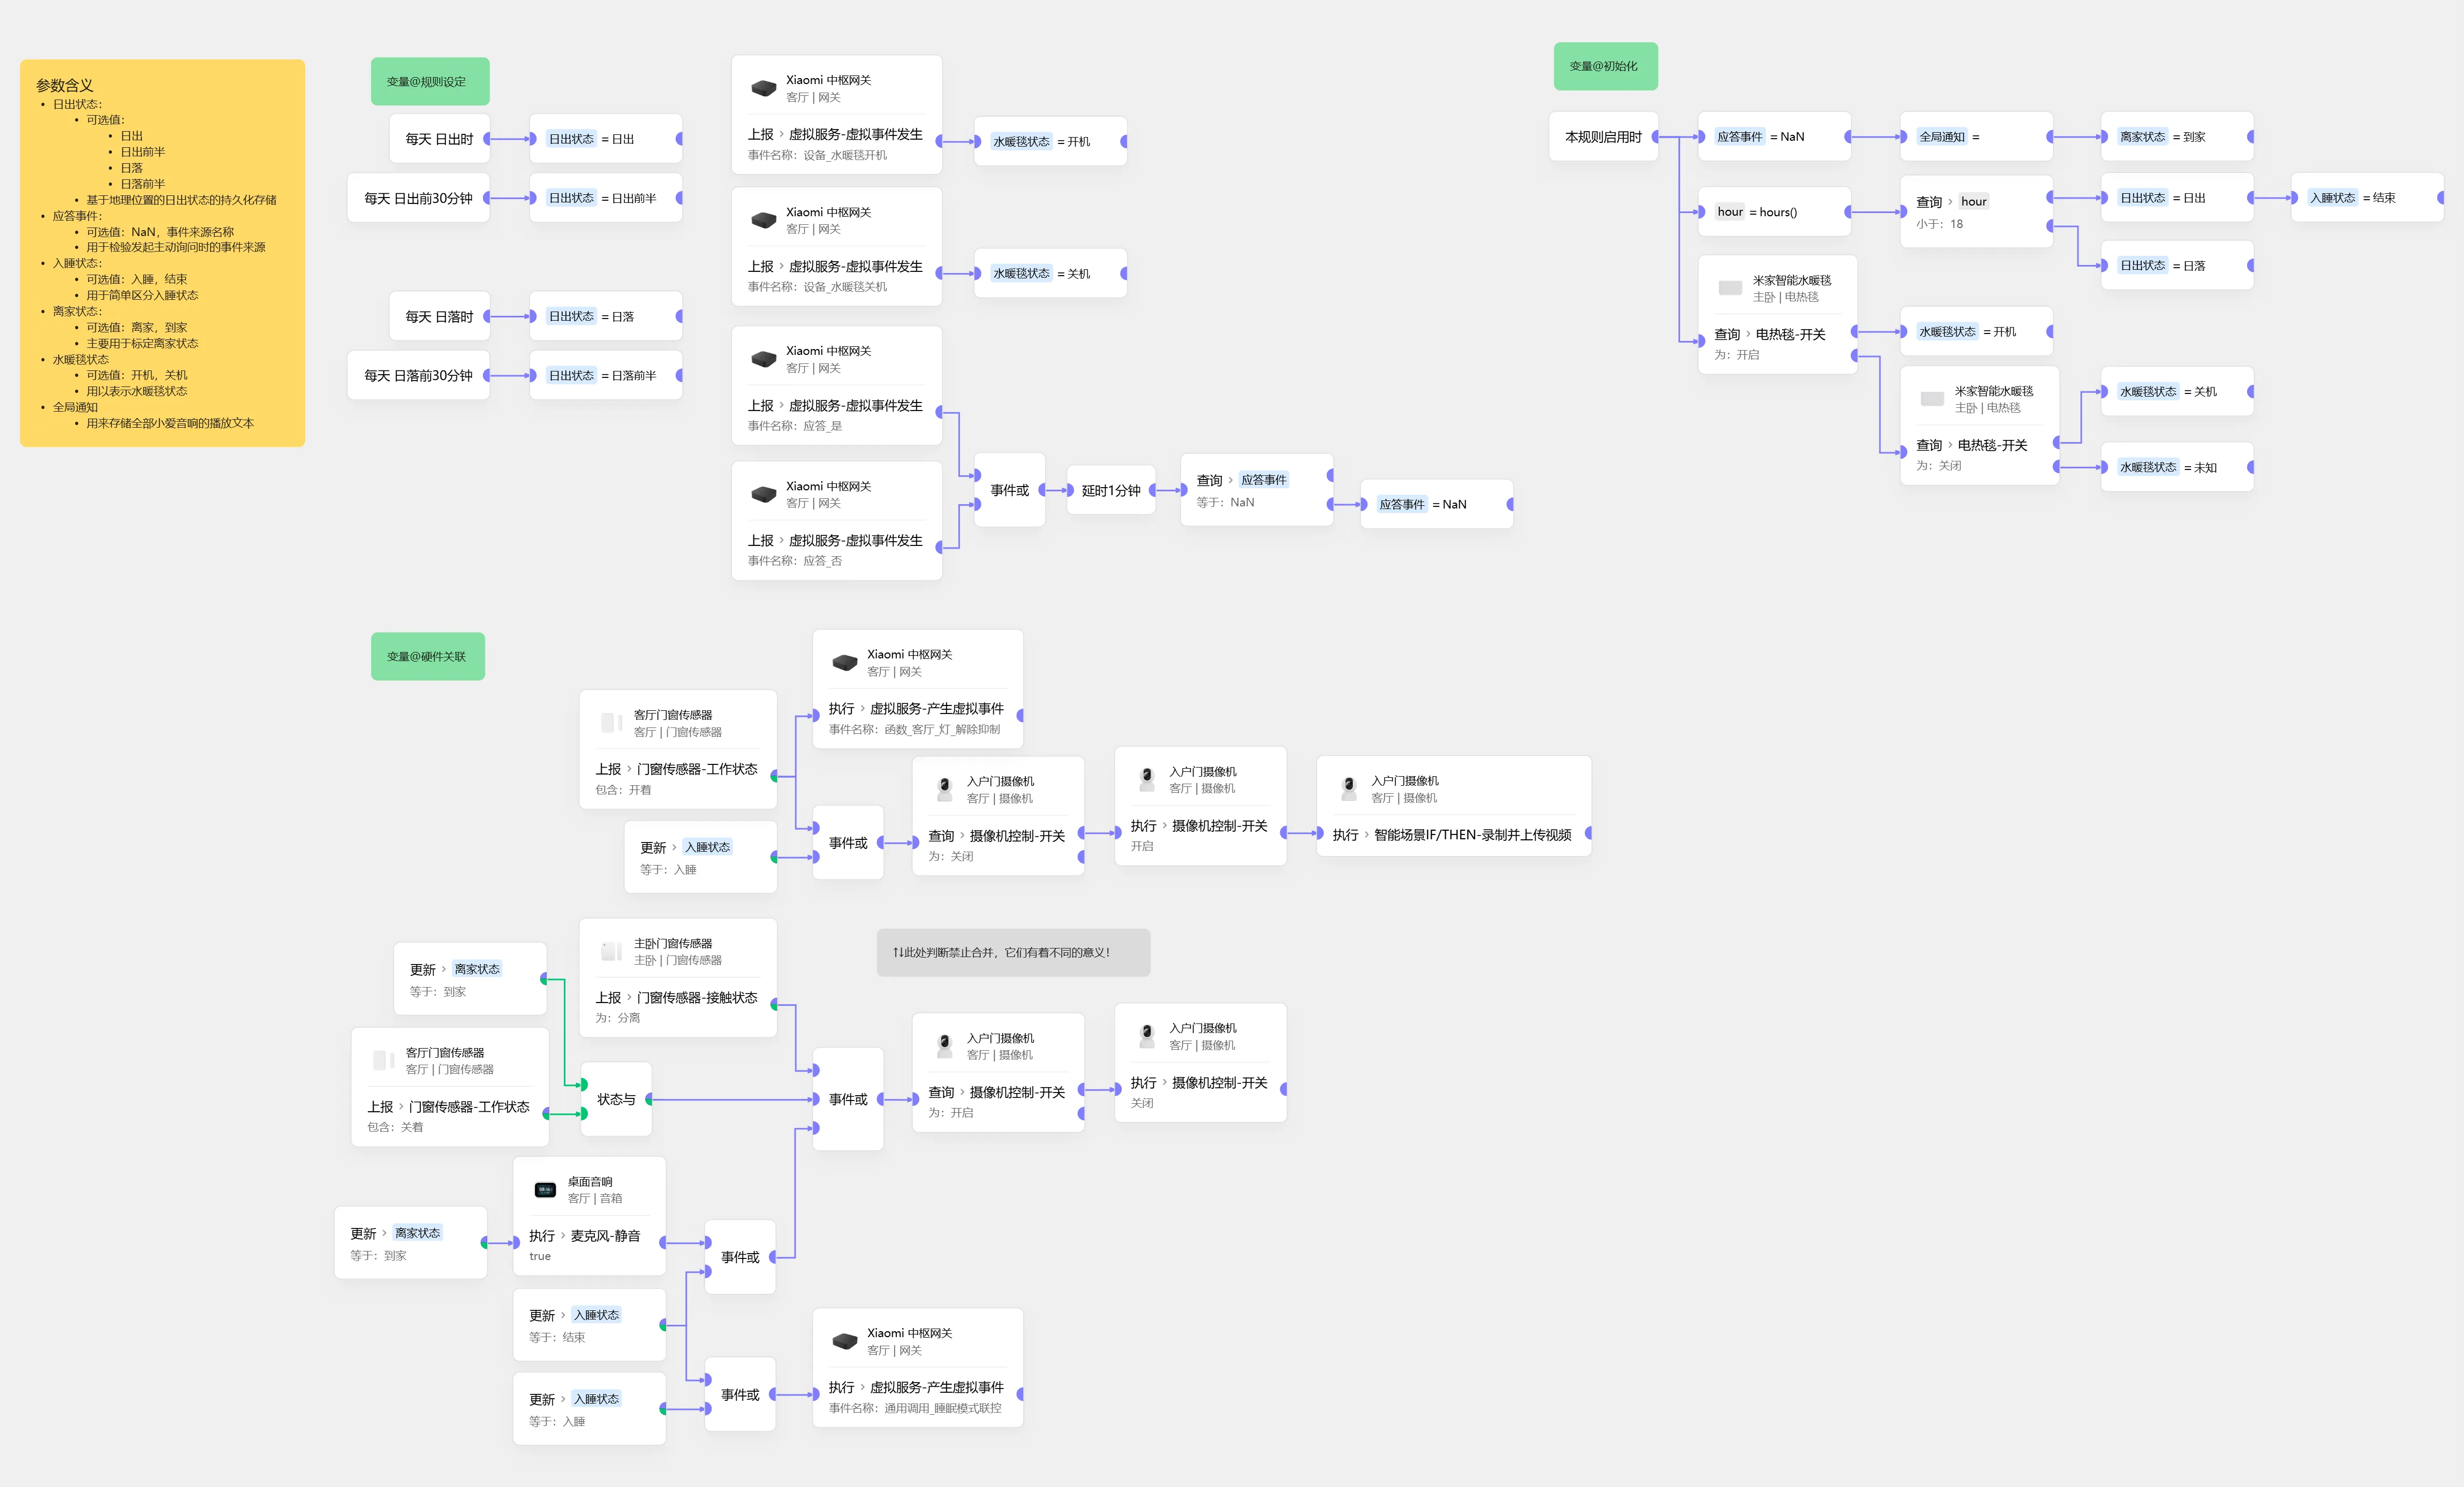 参数含义
日出状态：
可选值：
日出
日出前半
日落
日落前半
基于地理位置的日出状态的持久化存储
应答事件：
可选值：NaN，事件来源名称
用于检验发起主动询问时的事件来源
入睡状态：
可选值：入睡，结束
用于简单区分入睡状态
离家状态：
可选值：离家，到家
主要用于标定离家状态
水暖毯状态
可选值：开机，关机
用以表示水暖毯状态
全局通知
用来存储全部小爱音响的播放文本
变量@规则设定
每天 日出时
日出状态 = 日出
每天 日出前30分钟
日出状态 = 日出前半
每天 日落时
日出状态 = 日落
每天 日落前30分钟
日出状态 = 日落前半
Xiaomi 中枢网关
客厅 | 网关
上报 › 虚拟服务-虚拟事件发生
事件名称：设备_水暖毯开机
水暖毯状态 = 开机
Xiaomi 中枢网关
客厅 | 网关
上报 › 虚拟服务-虚拟事件发生
事件名称：设备_水暖毯关机
水暖毯状态 = 关机
Xiaomi 中枢网关
客厅 | 网关
上报 › 虚拟服务-虚拟事件发生
事件名称：应答_是
Xiaomi 中枢网关
客厅 | 网关
上报 › 虚拟服务-虚拟事件发生
事件名称：应答_否
事件或
延时1分钟
查询 › 应答事件
等于：NaN
应答事件 = NaN
变量@初始化
本规则启用时
应答事件 = NaN
全局通知 =
离家状态 = 到家
hour = hours()
查询 › hour
小于：18
日出状态 = 日出
入睡状态 = 结束
日出状态 = 日落
米家智能水暖毯
主卧 | 电热毯
查询 › 电热毯-开关
为：开启
水暖毯状态 = 开机
米家智能水暖毯
主卧 | 电热毯
查询 › 电热毯-开关
为：关闭
水暖毯状态 = 关机
水暖毯状态 = 未知
变量@硬件关联
Xiaomi 中枢网关
客厅 | 网关
执行 › 虚拟服务-产生虚拟事件
事件名称：函数_客厅_灯_解除抑制
客厅门窗传感器
客厅 | 门窗传感器
上报 › 门窗传感器-工作状态
包含：开着
更新 › 入睡状态
等于：入睡
事件或
入户门摄像机
客厅 | 摄像机
查询 › 摄像机控制-开关
为：关闭
入户门摄像机
客厅 | 摄像机
执行 › 摄像机控制-开关
开启
入户门摄像机
客厅 | 摄像机
执行 › 智能场景IF/THEN-录制并上传视频
↑↓此处判断禁止合并，它们有着不同的意义！
更新 › 离家状态
等于：到家
主卧门窗传感器
主卧 | 门窗传感器
上报 › 门窗传感器-接触状态
为：分离
客厅门窗传感器
客厅 | 门窗传感器
上报 › 门窗传感器-工作状态
包含：关着
状态与
事件或
入户门摄像机
客厅 | 摄像机
查询 › 摄像机控制-开关
为：开启
入户门摄像机
客厅 | 摄像机
执行 › 摄像机控制-开关
关闭
更新 › 离家状态
等于：到家
桌面音响
客厅 | 音箱
执行 › 麦克风-静音
true
事件或
更新 › 入睡状态
等于：结束
更新 › 入睡状态
等于：入睡
事件或
Xiaomi 中枢网关
客厅 | 网关
执行 › 虚拟服务-产生虚拟事件
事件名称：通用调用_睡眠模式联控